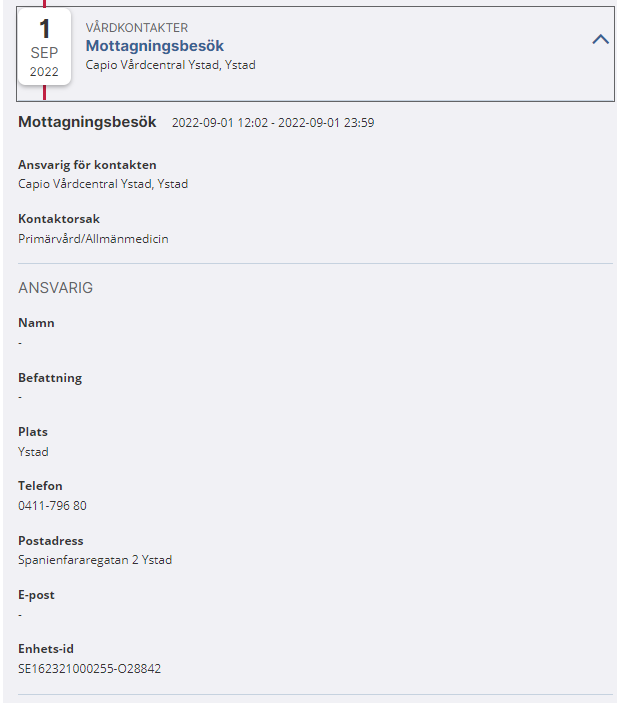 1
SEP
2022
VÅRDKONTAKTER
Mottagningsbesök
Capio Vårdcentral Ystad, Ystad
Mottagningsbesök 2022-09-01 12:02 - 2022-09-01 23:59
Ansvarig för kontakten
Capio Vårdcentral Ystad, Ystad
Kontaktorsak
Primärvård/Allmänmedicin
ANSVARIG
Namn
-
Befattning
-
Plats
Ystad
Telefon
0411-796 80
Postadress
Spanienfararegatan 2 Ystad
E-post
-
Enhets-id
SE162321000255-O28842